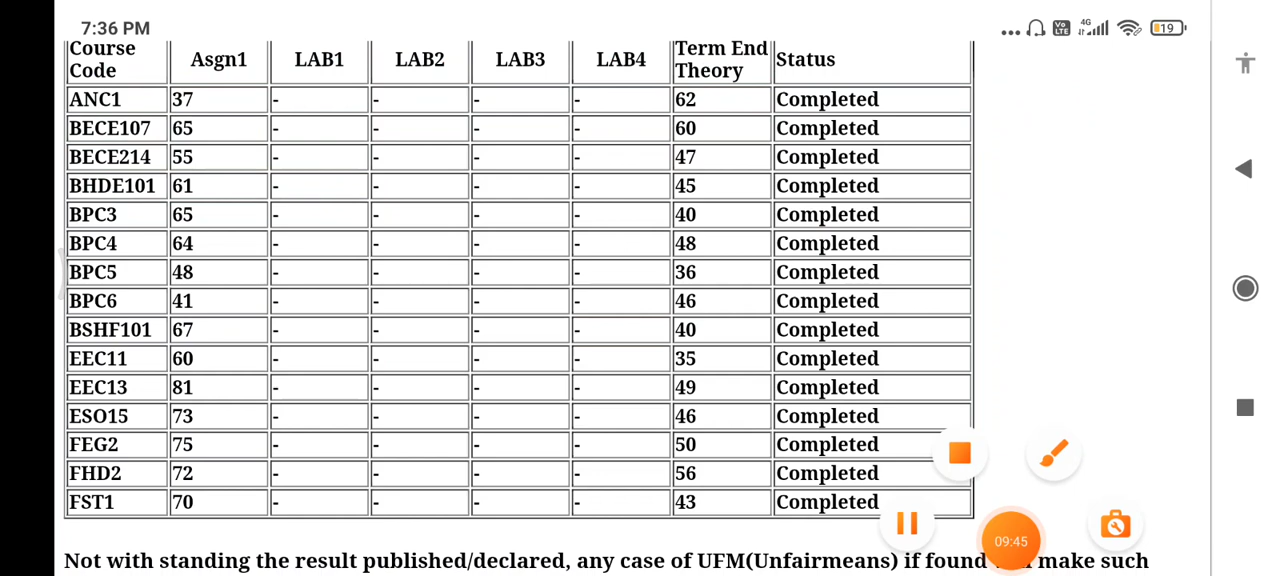 7:36 PM ... Vo LTE 4G 19
Course Code Asgn1 LAB1 LAB2 LAB3 LAB4 Term End Theory Status
ANC1 37 - - - - 62 Completed
BECE107 65 - - - - 60 Completed
BECE214 55 - - - - 47 Completed
BHDE101 61 - - - - 45 Completed
BPC3 65 - - - - 40 Completed
BPC4 64 - - - - 48 Completed
BPC5 48 - - - - 36 Completed
BPC6 41 - - - - 46 Completed
BSHF101 67 - - - - 40 Completed
EEC11 60 - - - - 35 Completed
EEC13 81 - - - - 49 Completed
ESO15 73 - - - - 46 Completed
FEG2 75 - - - - 50 Completed
FHD2 72 - - - - 56 Completed
FST1 70 - - - - 43 Completed
09:45
Not with standing the result published/declared, any case of UFM(Unfairmeans) if found make such